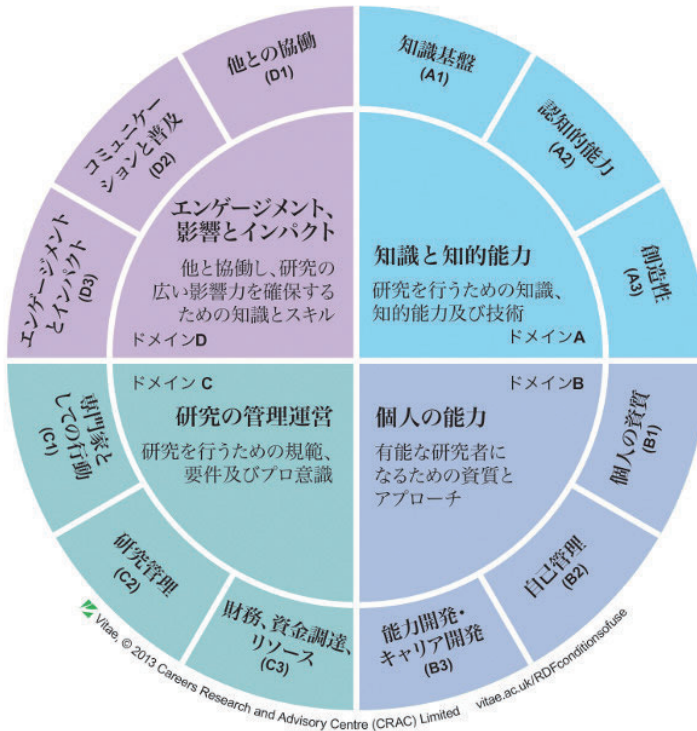 知識基盤
(A1)
認知的能力
(A2)
創造性
(A3)
知識と知的能力
研究を行うための知識、
知的能力及び技術
ドメインA
ドメインB
個人の能力
有能な研究者に
なるための資質と
アプローチ
個人の資質
(B1)
自己管理
(B2)
能力開発・
キャリア開発
(B3)
ドメイン C
研究の管理運営
研究を行うための規範、
要件及びプロ意識
専門家と
しての行動
(C1)
研究管理
(C2)
財務、資金調達、
リソース
(C3)
エンゲージメント、
影響とインパクト
他と協働し、研究の
広い影響力を確保する
ための知識とスキル
ドメインD
他との協働
(D1)
コミュニケー
ションと普及
(D2)
エンゲージメント
とインパクト
(D3)
Vitae, © 2013 Careers Research and Advisory Centre (CRAC) Limited
vitae.ac.uk/RDFconditionsofuse